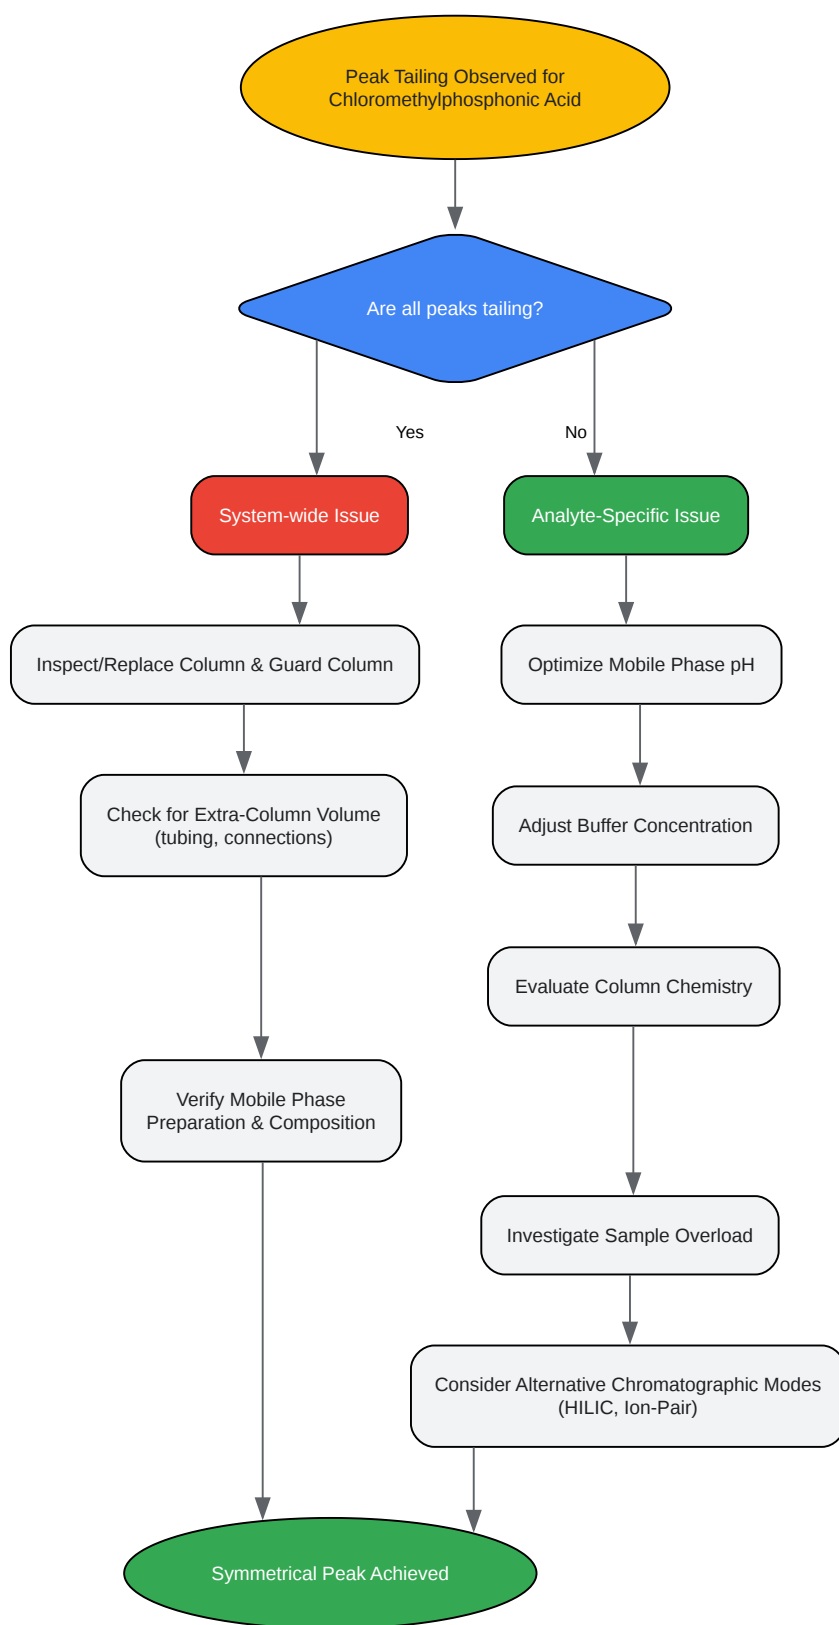 Peak Tailing Observed for
Chloromethylphosphonic Acid
Are all peaks tailing?
Yes
No
System-wide Issue
Analyte-Specific Issue
Inspect/Replace Column & Guard Column
Optimize Mobile Phase pH
Check for Extra-Column Volume
(tubing, connections)
Adjust Buffer Concentration
Evaluate Column Chemistry
Verify Mobile Phase
Preparation & Composition
Investigate Sample Overload
Consider Alternative Chromatographic Modes
(HILIC, Ion-Pair)
Symmetrical Peak Achieved